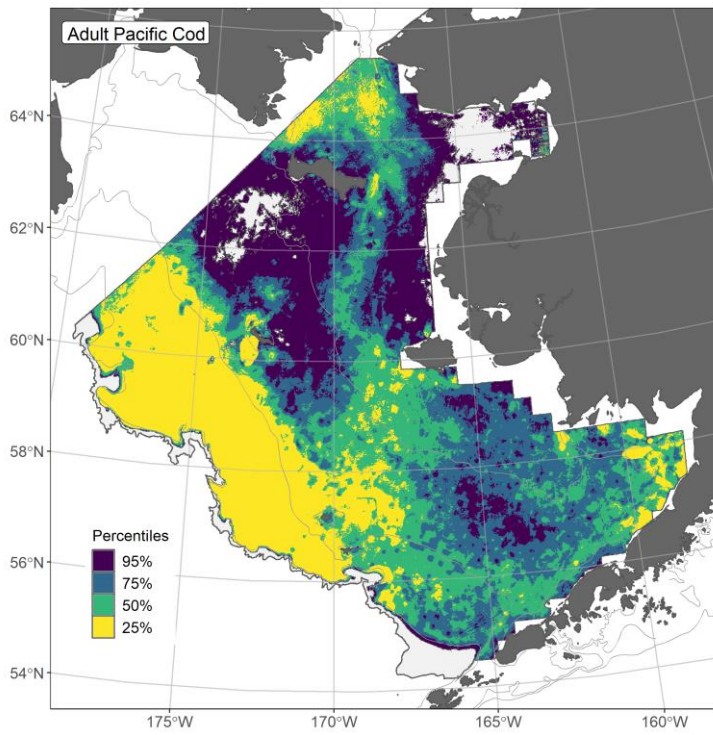 Adult Pacific Cod
64°N
62°N
60°N
58°N
56°N
54°N
Percentiles
95%
75%
50%
25%
175°W
170°W
165°W
160°W